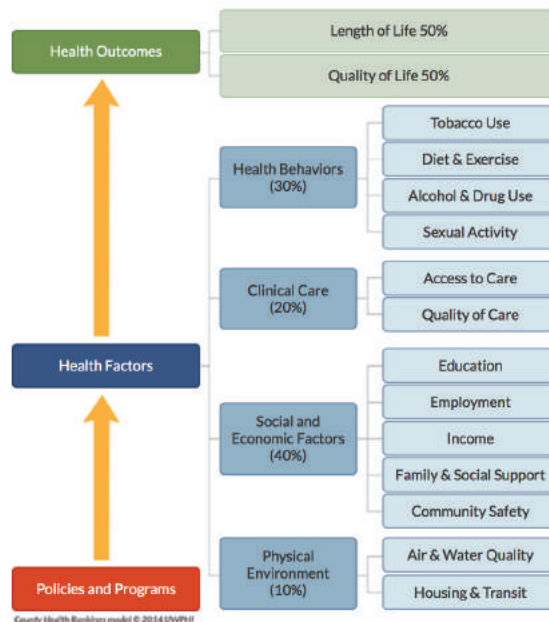 Health Outcomes
Length of Life 50%
Quality of Life 50%
Health Factors
Health Behaviors
(30%)
Tobacco Use
Diet & Exercise
Alcohol & Drug Use
Sexual Activity
Clinical Care
(20%)
Access to Care
Quality of Care
Social and
Economic Factors
(40%)
Education
Employment
Income
Family & Social Support
Community Safety
Physical
Environment
(10%)
Air & Water Quality
Housing & Transit
Policies and Programs
County Health Rankings model © 2014 UWPHI